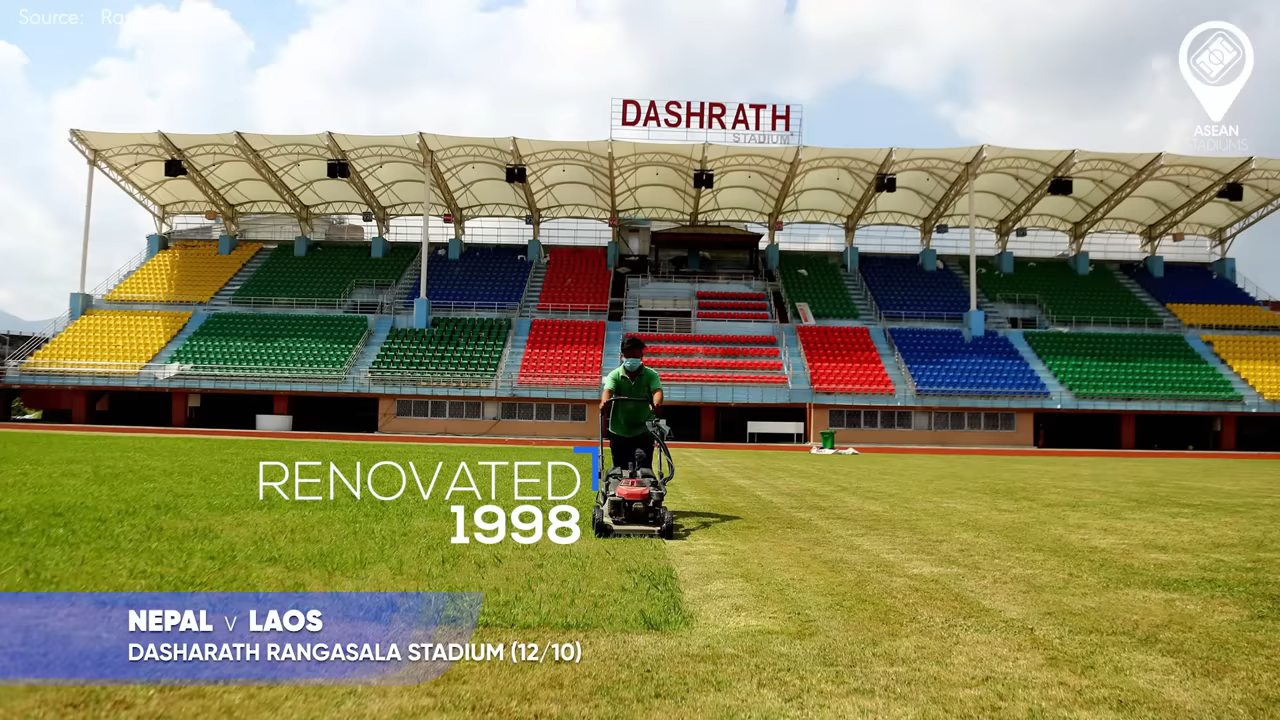 Source:
DASHRATH
STADIUM
ASEAN
STADIUMS
RENOVATED
1998
NEPAL v LAOS
DASHARATH RANGASALA STADIUM (12/10)